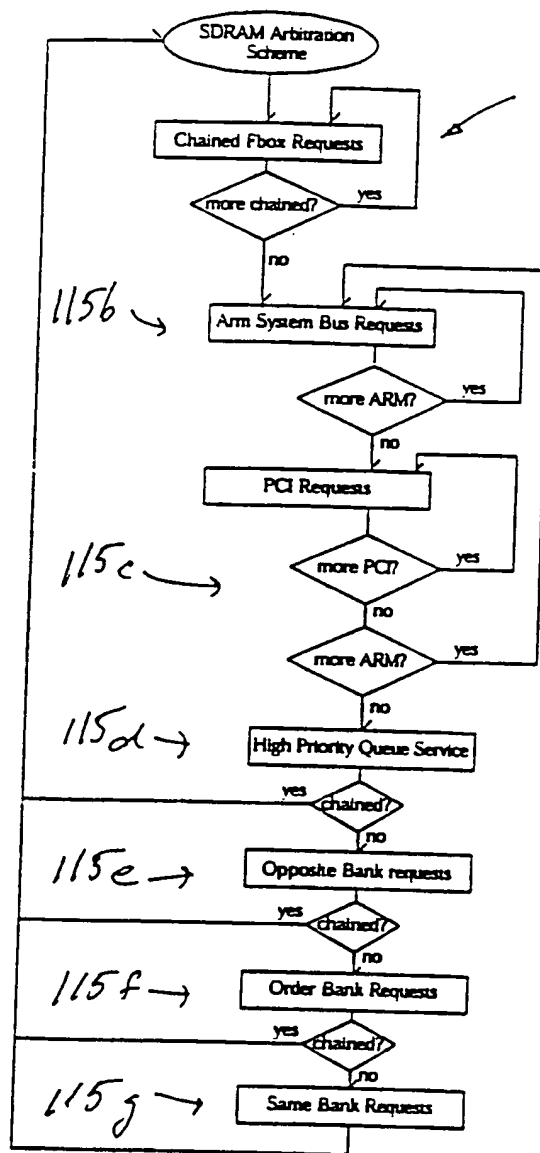 SDRAM Arbitration
Scheme
Chained Fbox Requests
more chained?
yes
no
115b
Arm System Bus Requests
more ARM?
yes
no
PCI Requests
115c
more PCI?
yes
no
more ARM?
yes
no
115d
High Priority Queue Service
yes
chained?
no
115e
Opposite Bank requests
yes
chained?
no
115f
Order Bank Requests
yes
chained?
no
115g
Same Bank Requests